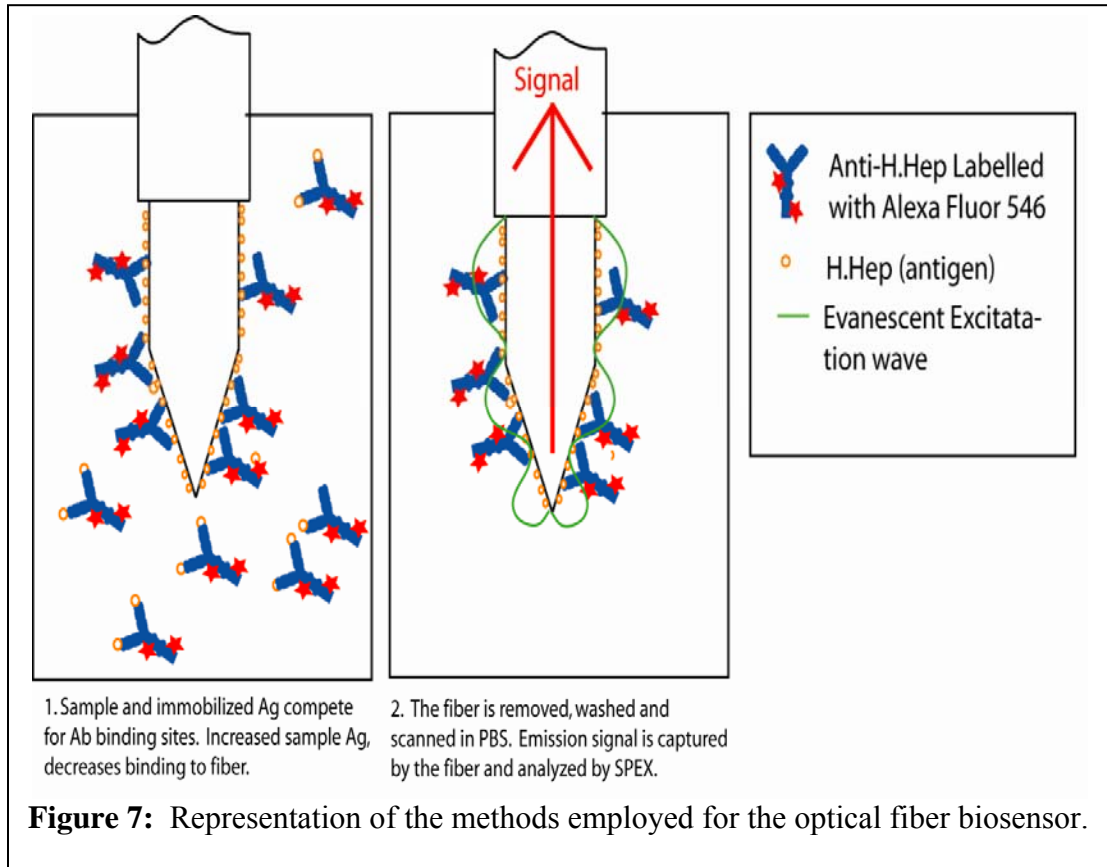 Signal
Anti-H.Hep Labelled
with Alexa Fluor 546
H.Hep (antigen)
Evanescent Excitata-
tion wave
1. Sample and immobilized Ag compete
for Ab binding sites. Increased sample Ag,
decreases binding to fiber.
2. The fiber is removed, washed and
scanned in PBS. Emission signal is captured
by the fiber and analyzed by SPEX.
Figure 7: Representation of the methods employed for the optical fiber biosensor.